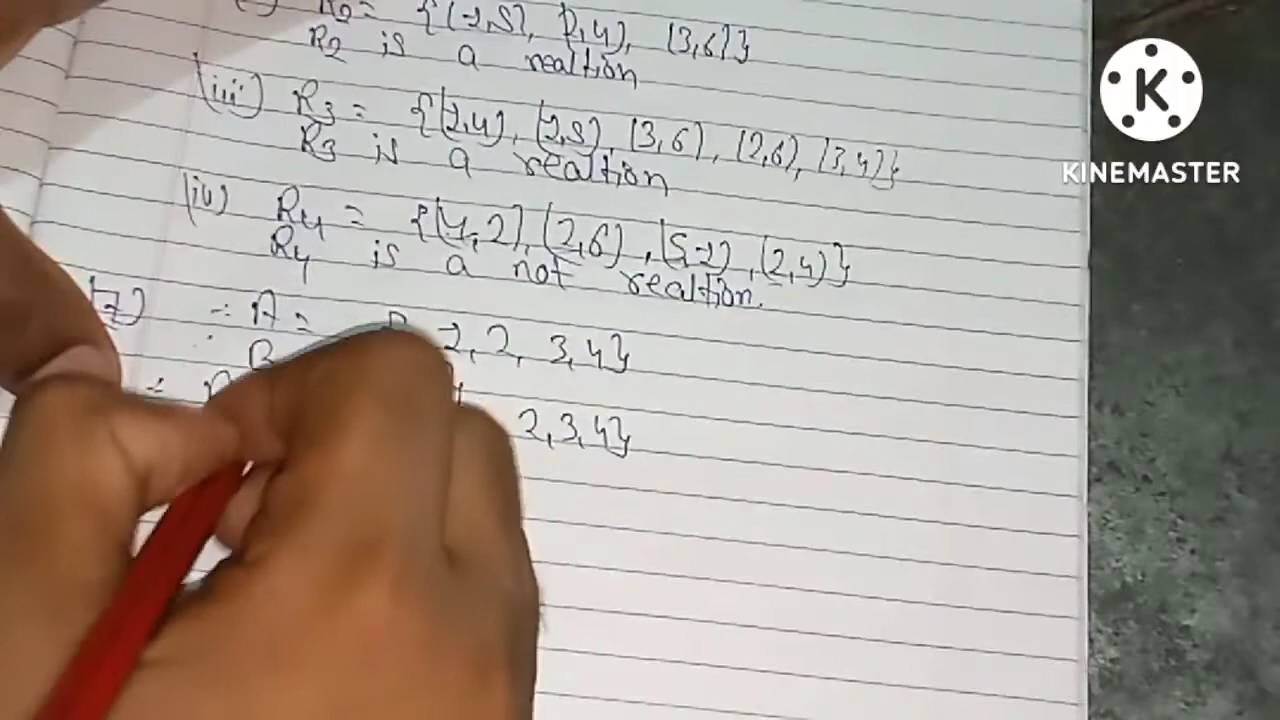 R2 = {(-2,5), (2,4), (3,6)}
R2 is a realtion
(iii) R3 = {(2,4), (2,5), (3,6), (2,6), (3,4)}
R3 is a realtion
(iv) R4 = {(4,2), (2,6), (5,-2), (2,4)}
R4 is a not realtion.
(7) ∴ A = 2, 2, 3, 4}
∴ B
2, 3, 4}
K
KINEMASTER